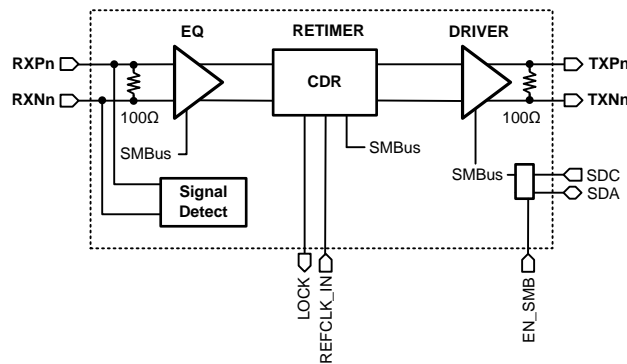 EQ
RETIMER
DRIVER
RXPn
RXNn
CDR
TXPn
TXNn
100Ω
100Ω
SMBus
SMBus
SMBus
Signal
Detect
SDC
SDA
LOCK
REFCLK_IN
EN_SMB